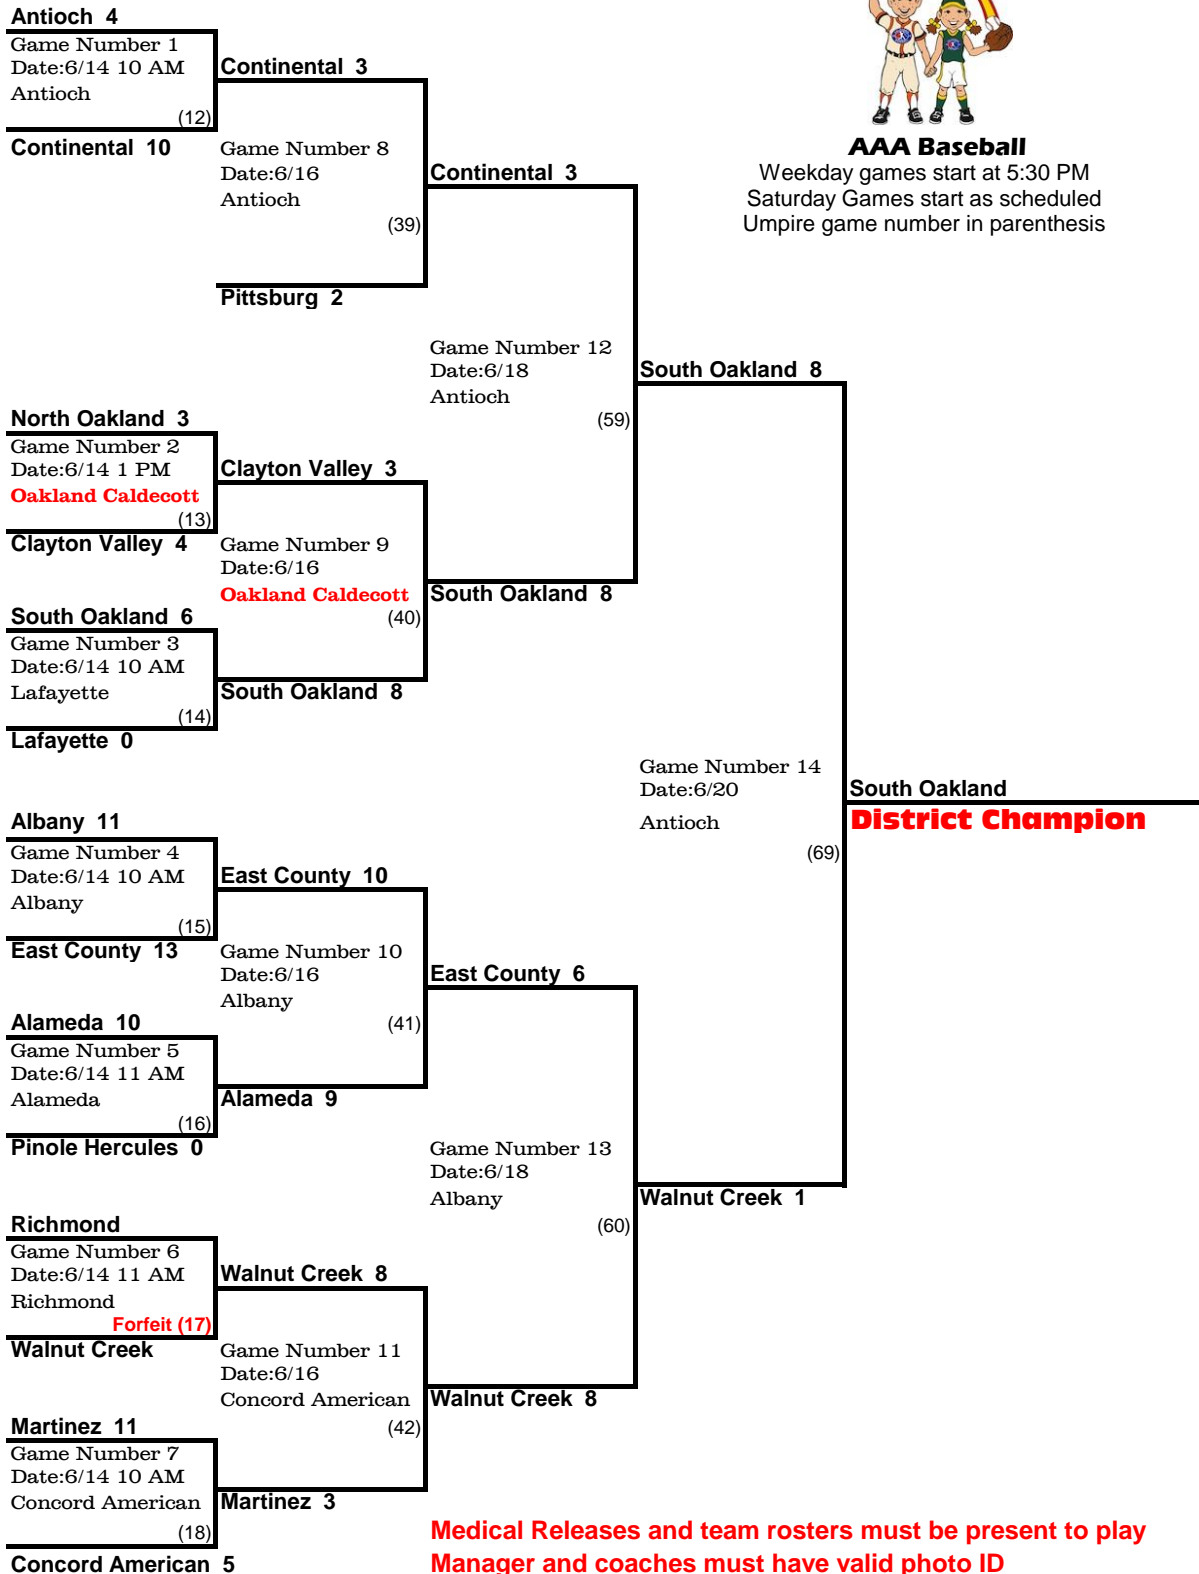 Antioch 4
Game Number 1
Date:6/14 10 AM
Antioch
(12)
Continental 10
Continental 3
Game Number 8
Date:6/16
Antioch
(39)
Pittsburg 2
Continental 3
AAA Baseball
Weekday games start at 5:30 PM
Saturday Games start as scheduled
Umpire game number in parenthesis
Game Number 12
Date:6/18
Antioch
(59)
South Oakland 8
North Oakland 3
Game Number 2
Date:6/14 1 PM
Oakland Caldecott
(13)
Clayton Valley 4
Clayton Valley 3
Game Number 9
Date:6/16
Oakland Caldecott
(40)
South Oakland 8
South Oakland 6
Game Number 3
Date:6/14 10 AM
Lafayette
(14)
Lafayette 0
South Oakland 8
Game Number 14
Date:6/20
Antioch
(69)
South Oakland
District Champion
Albany 11
Game Number 4
Date:6/14 10 AM
Albany
(15)
East County 13
East County 10
Game Number 10
Date:6/16
Albany
(41)
East County 6
Alameda 10
Game Number 5
Date:6/14 11 AM
Alameda
(16)
Pinole Hercules 0
Alameda 9
Game Number 13
Date:6/18
Albany
(60)
Walnut Creek 1
Richmond
Game Number 6
Date:6/14 11 AM
Richmond
Forfeit (17)
Walnut Creek
Walnut Creek 8
Game Number 11
Date:6/16
Concord American
(42)
Walnut Creek 8
Martinez 11
Game Number 7
Date:6/14 10 AM
Concord American
(18)
Concord American 5
Martinez 3
Medical Releases and team rosters must be present to play
Manager and coaches must have valid photo ID